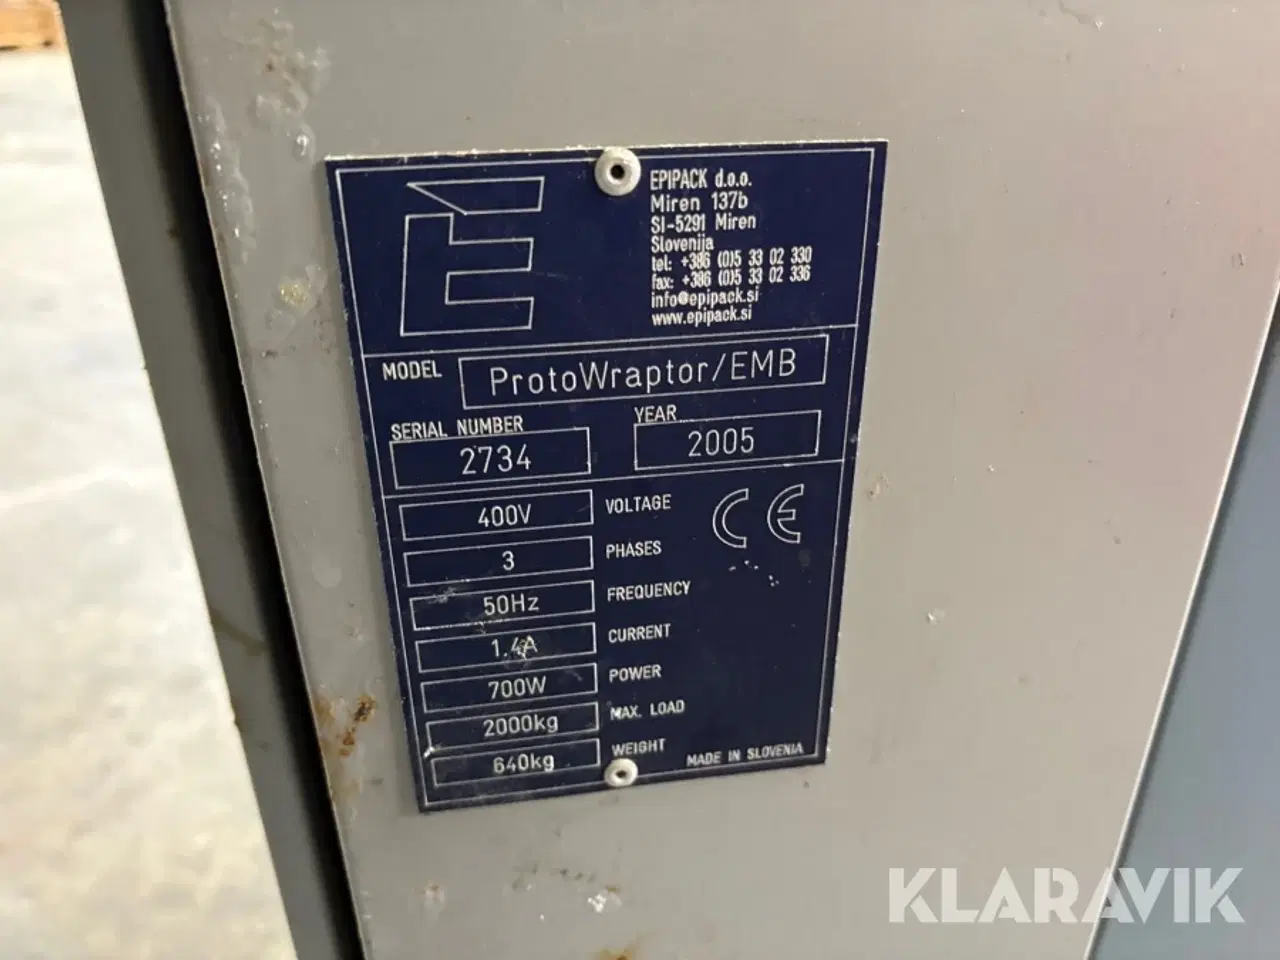 EPIPACK d.o.o.
Miren 137b
SI-5291 Miren
Slovenija
tel: +386 (0)5 33 02 330
fax: +386 (0)5 33 02 336
info@epipack.si
www.epipack.si
MODEL ProtoWraptor/EMB
SERIAL NUMBER YEAR
2734 2005
400V VOLTAGE CE
3 PHASES
50Hz FREQUENCY
1.4A CURRENT
700W POWER
2000kg MAX. LOAD
640kg WEIGHT MADE IN SLOVENIA
KLARAVIK